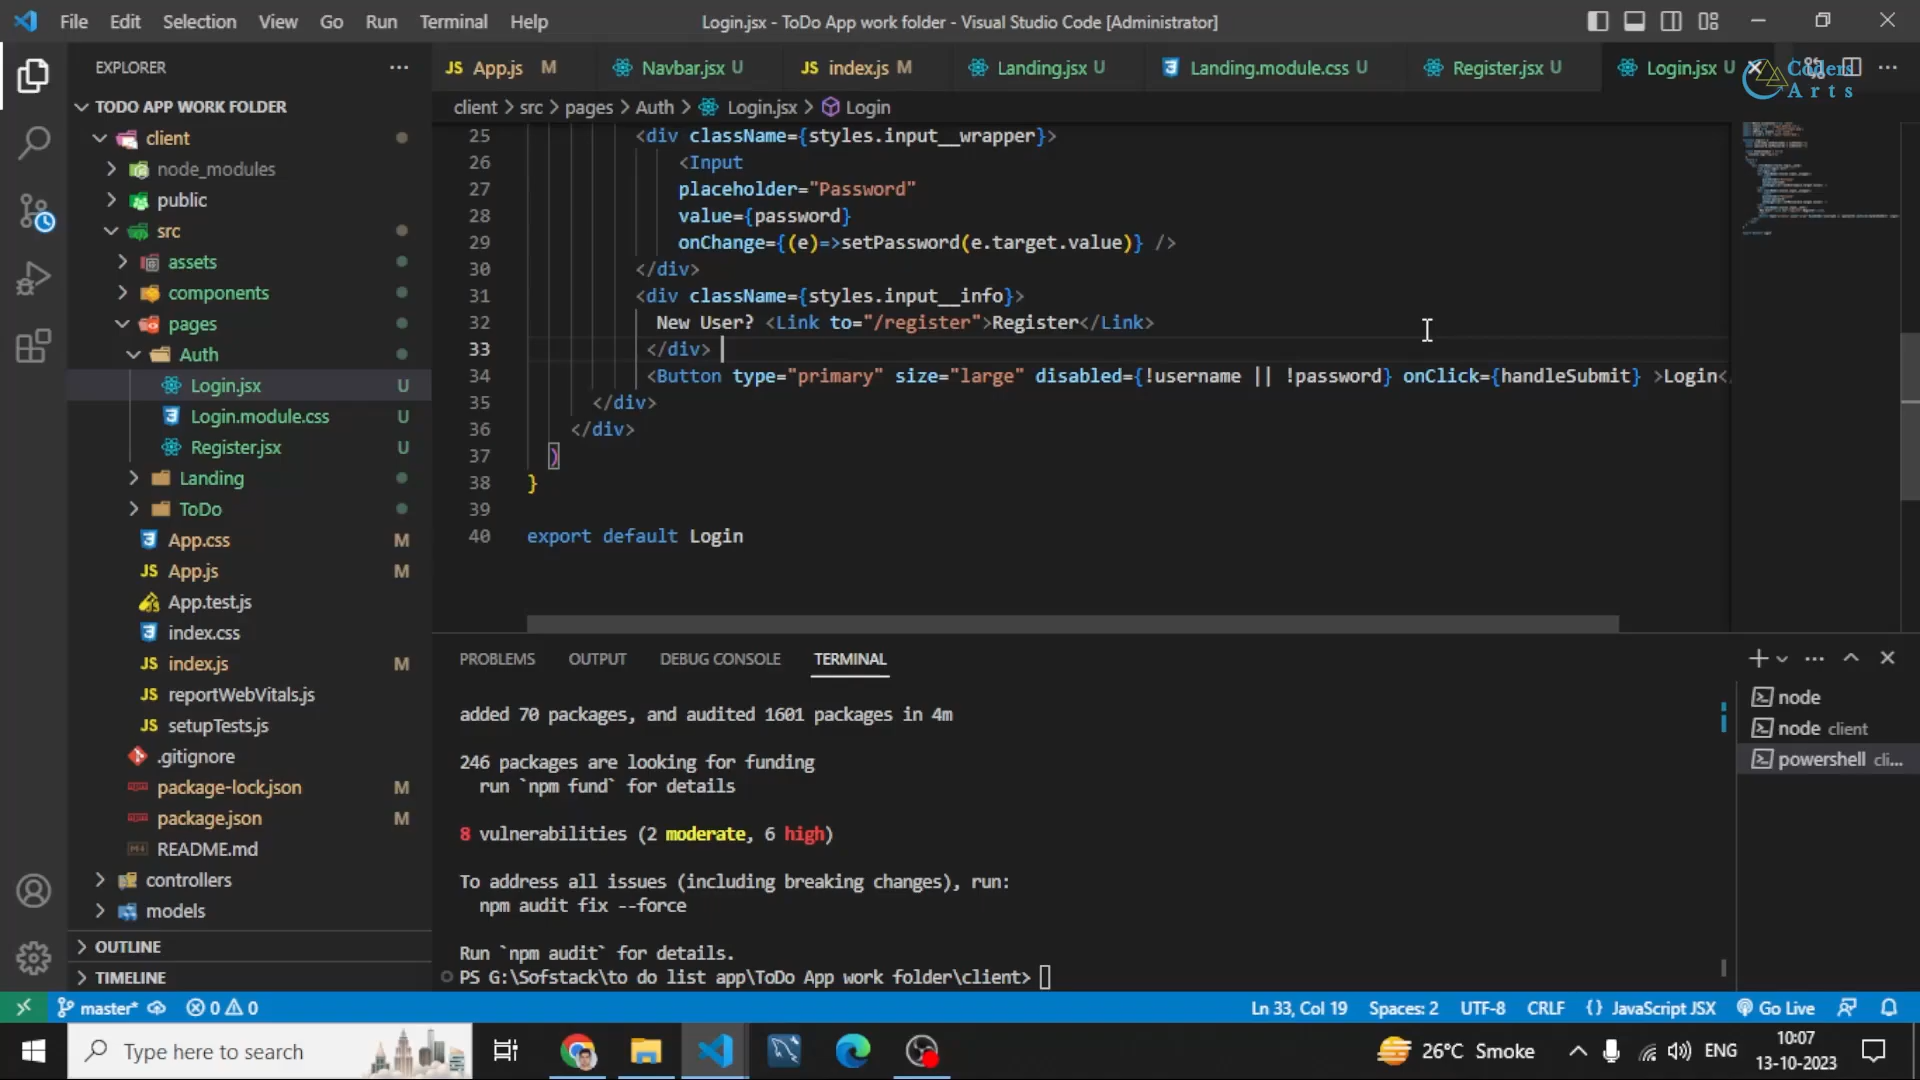 File Edit Selection View Go Run Terminal Help
Login.jsx - ToDo App work folder - Visual Studio Code [Administrator]
EXPLORER
TODO APP WORK FOLDER
client
node_modules
public
src
assets
components
pages
Auth
Login.jsx U
Login.module.css U
Register.jsx U
Landing
ToDo
App.css M
App.js M
App.test.js
index.css
index.js M
reportWebVitals.js
setupTests.js
.gitignore
package-lock.json M
package.json M
README.md
controllers
models
OUTLINE
TIMELINE
App.js M Navbar.jsx U index.js M Landing.jsx U Landing.module.css U Register.jsx U Login.jsx U
Coders
Arts
client > src > pages > Auth > Login.jsx > Login
25 <div className={styles.input__wrapper}>
26 <Input
27 placeholder="Password"
28 value={password}
29 onChange={(e)=>setPassword(e.target.value)} />
30 </div>
31 <div className={styles.input__info}>
32 New User? <Link to="/register">Register</Link>
33 </div>
34 <Button type="primary" size="large" disabled={!username || !password} onClick={handleSubmit} >Login<
35 </div>
36 </div>
37 )
38 }
39
40 export default Login
PROBLEMS OUTPUT DEBUG CONSOLE TERMINAL
added 70 packages, and audited 1601 packages in 4m
246 packages are looking for funding
run `npm fund` for details
8 vulnerabilities (2 moderate, 6 high)
To address all issues (including breaking changes), run:
npm audit fix --force
Run `npm audit` for details.
PS G:\Sofstack\to do list app\ToDo App work folder\client>
node
node client
powershell cli...
master* 0 0 Ln 33, Col 19 Spaces: 2 UTF-8 CRLF {} JavaScript JSX Go Live
Type here to search
26°C Smoke
ENG
10:07
13-10-2023